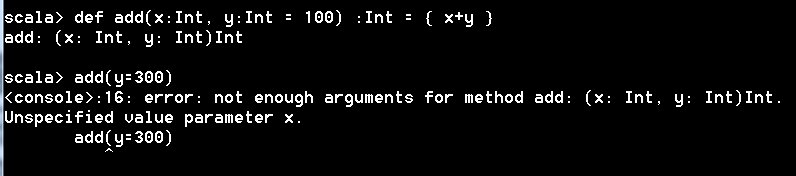 scala> def add(x:Int, y:Int = 100) :Int = { x+y }
add: (x: Int, y: Int)Int
scala> add(y=300)
<console>:16: error: not enough arguments for method add: (x: Int, y: Int)Int.
Unspecified value parameter x.
add(y=300)
^